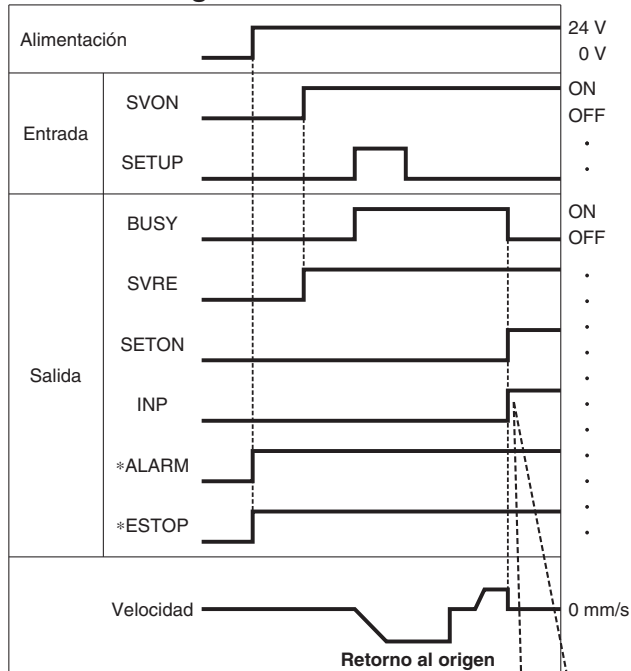 Alimentación
24 V
0 V
Entrada
SVON
ON
OFF
SETUP
Salida
BUSY
ON
OFF
SVRE
SETON
INP
*ALARM
*ESTOP
Velocidad
0 mm/s
Retorno al origen